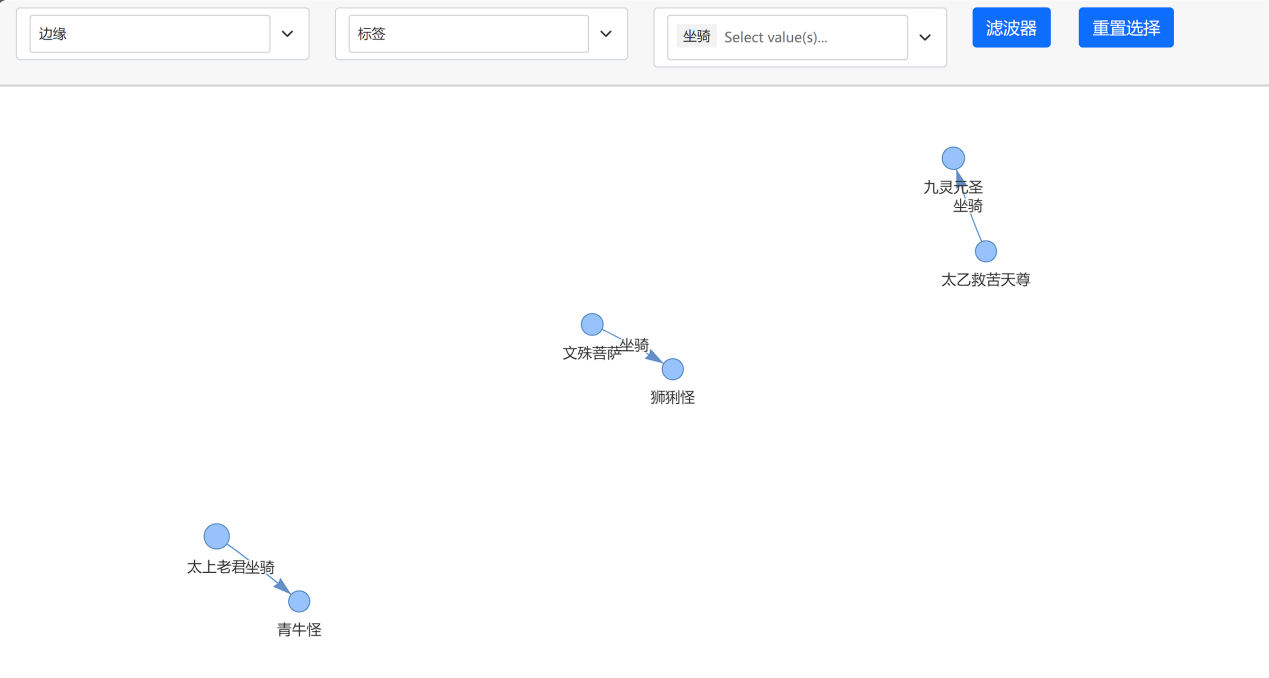 边缘
标签
坐骑 Select value(s)...
滤波器
重置选择
九灵元圣
坐骑
太乙救苦天尊
文殊菩萨
坐骑
狮猁怪
太上老君
坐骑
青牛怪